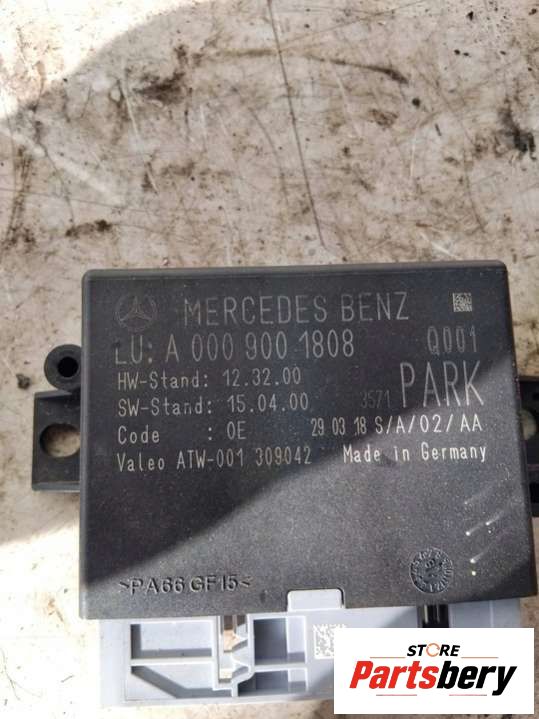 MERCEDES BENZ
LU: A 000 900 1808 Q001
HW-Stand: 12.32.00 PARK
SW-Stand: 15.04.00 3571
Code : 0E 29 03 18 S/A/02/AA
Valeo ATW-001 309042 Made in Germany
>PA66 GF15<
STORE
Partsbery